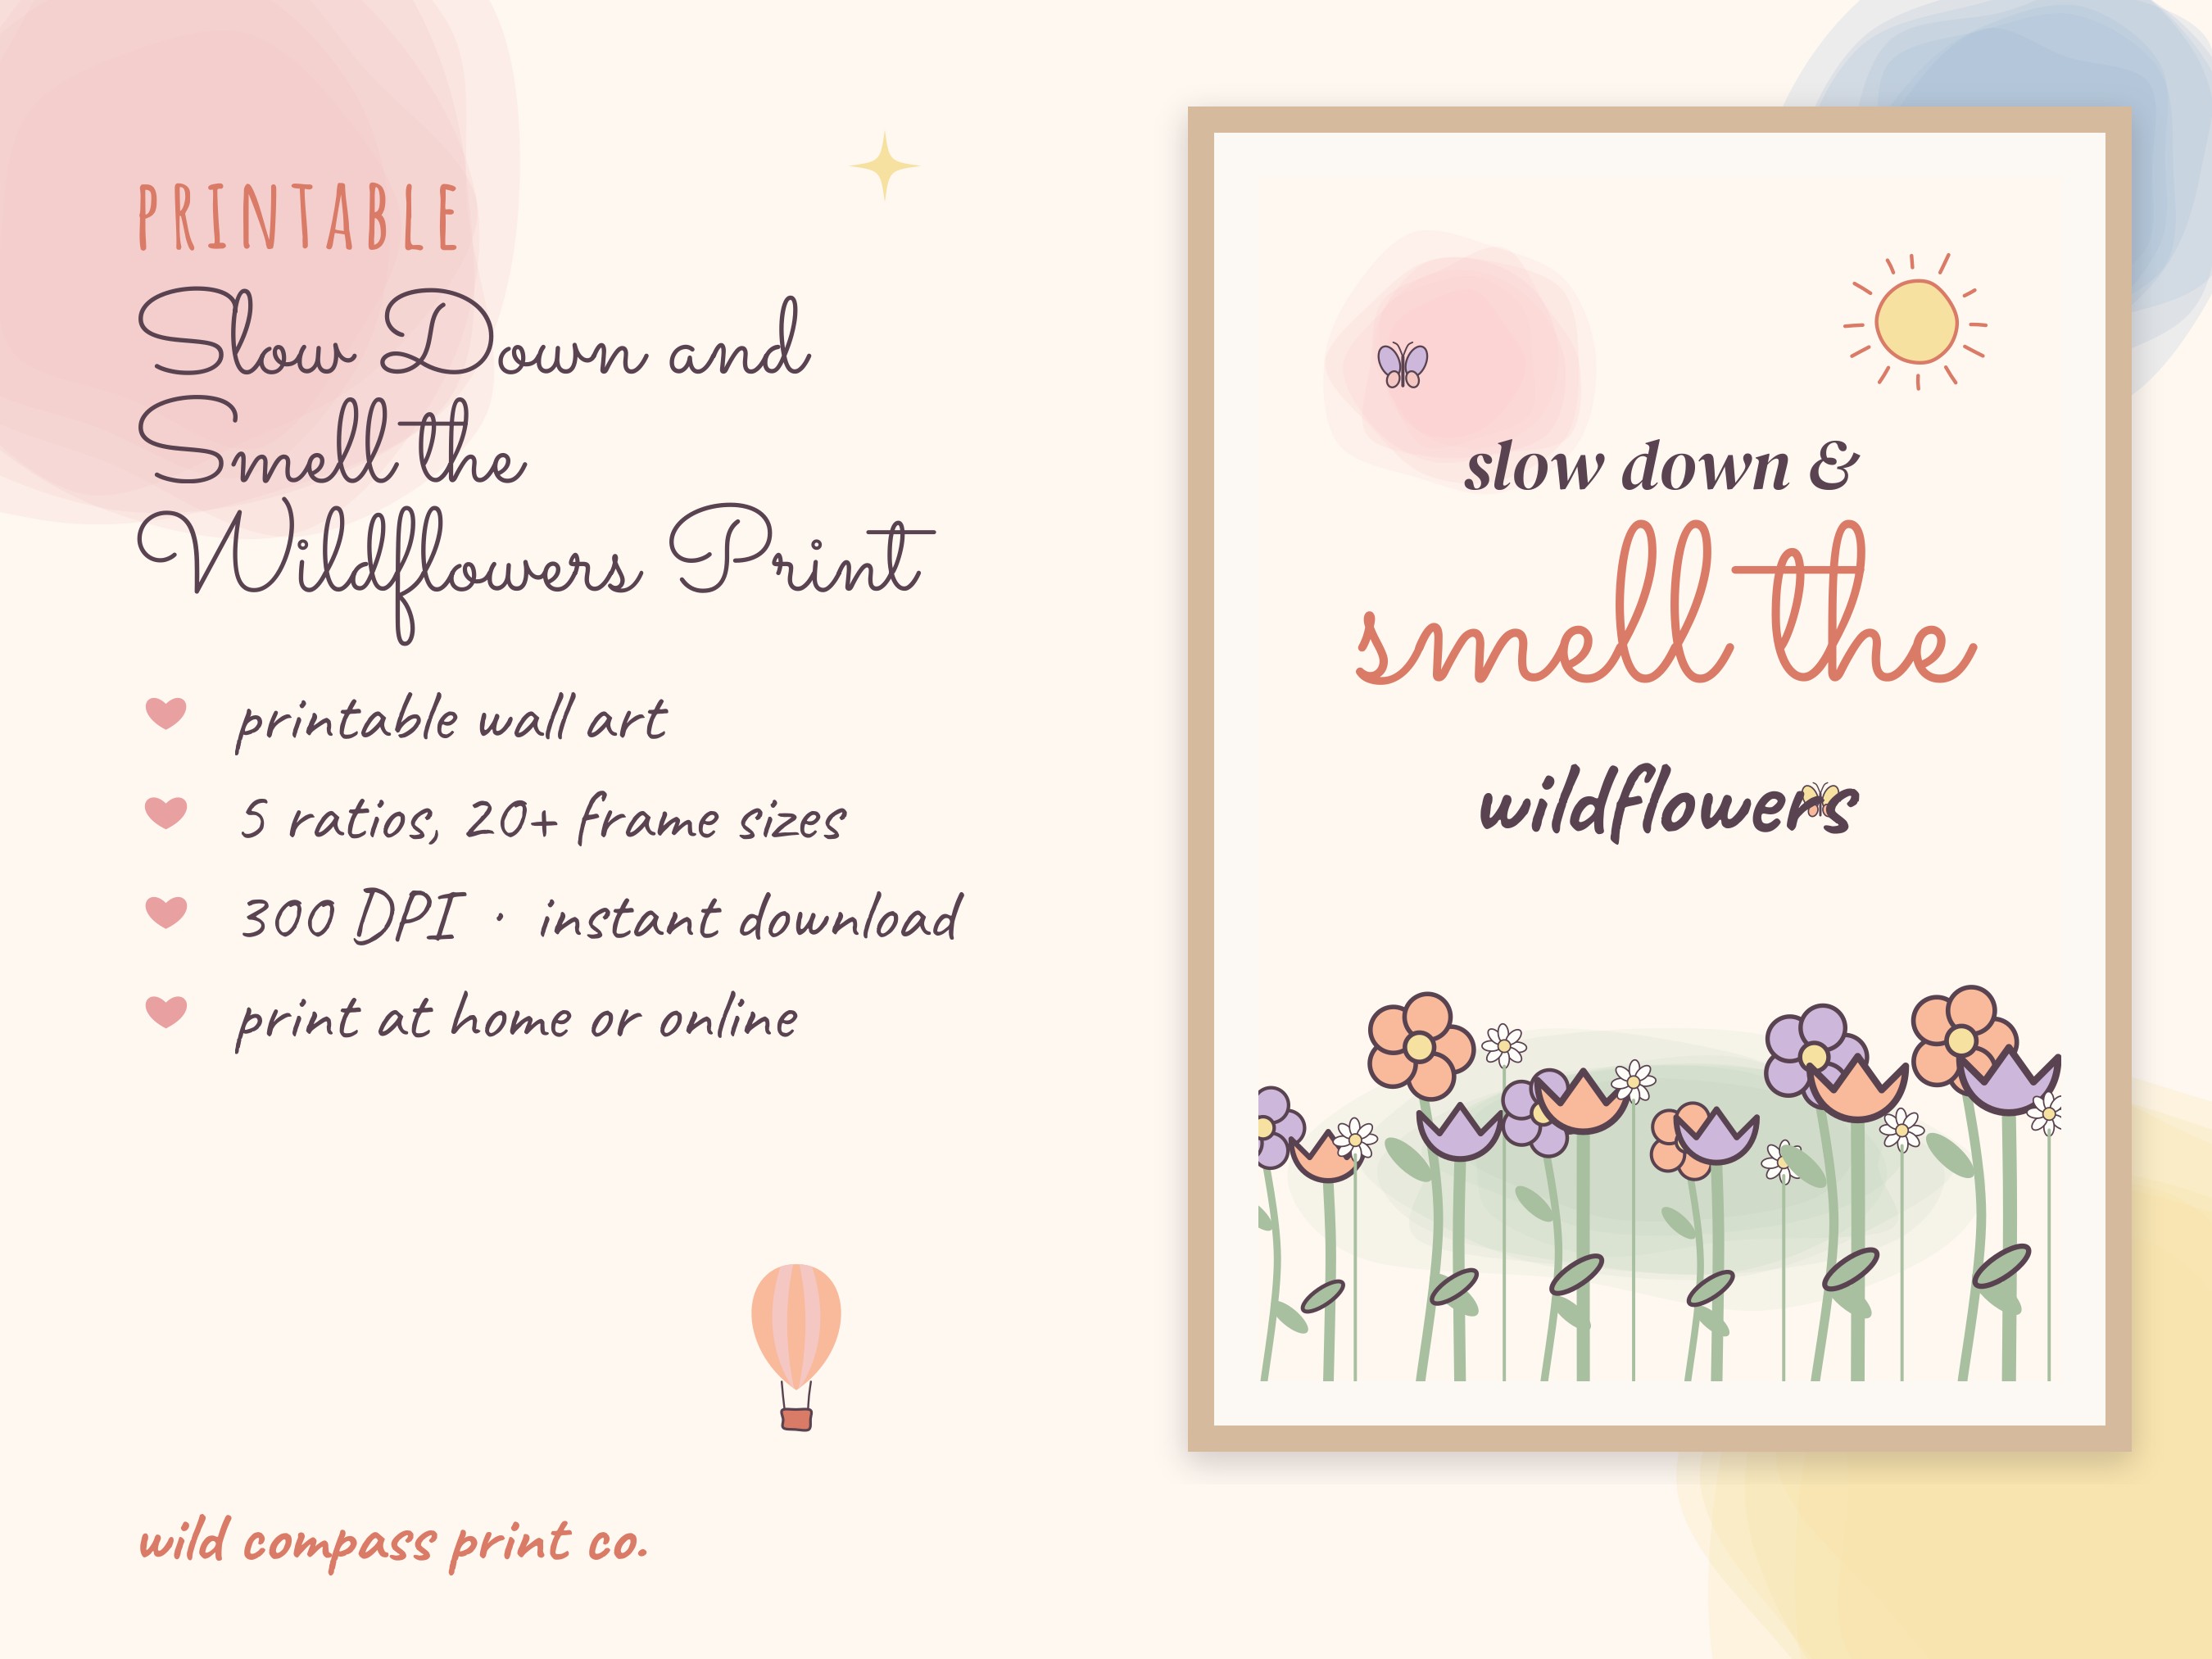 PRINTABLE
Slow Down and
Smell the
Wildflowers Print
printable wall art
5 ratios, 20+ frame sizes
300 DPI · instant download
print at home or online
wild compass print co.
slow down &
smell the
wildflowers